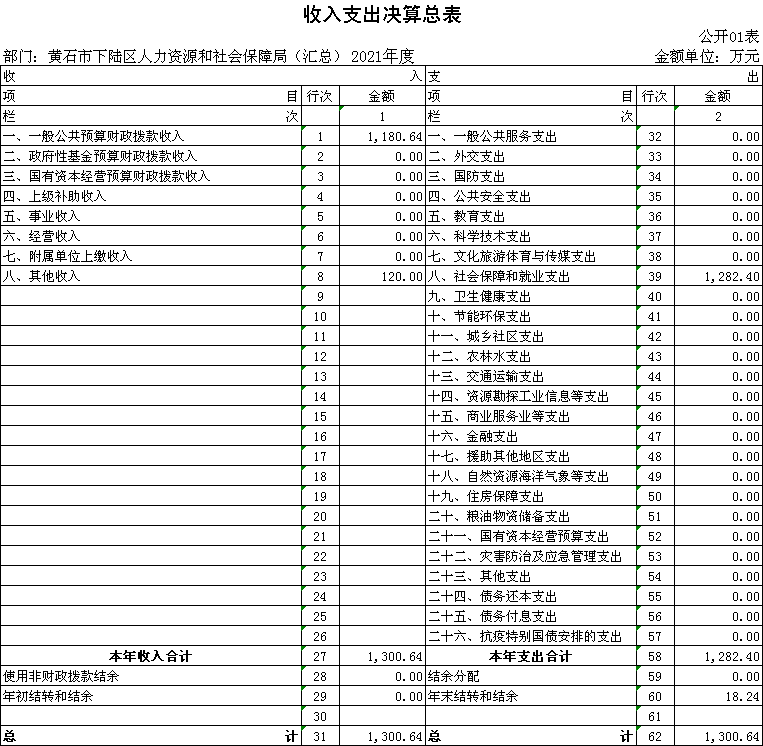 收入支出决算总表
公开01表
部门：黄石市下陆区人力资源和社会保障局（汇总） 2021年度 金额单位：万元
收 入 支 出
项 目 行次 金额 项 目 行次 金额
栏 次 1 栏 次 2
一、一般公共预算财政拨款收入 1 1,180.64 一、一般公共服务支出 32 0.00
二、政府性基金预算财政拨款收入 2 0.00 二、外交支出 33 0.00
三、国有资本经营预算财政拨款收入 3 0.00 三、国防支出 34 0.00
四、上级补助收入 4 0.00 四、公共安全支出 35 0.00
五、事业收入 5 0.00 五、教育支出 36 0.00
六、经营收入 6 0.00 六、科学技术支出 37 0.00
七、附属单位上缴收入 7 0.00 七、文化旅游体育与传媒支出 38 0.00
八、其他收入 8 120.00 八、社会保障和就业支出 39 1,282.40
9 九、卫生健康支出 40 0.00
10 十、节能环保支出 41 0.00
11 十一、城乡社区支出 42 0.00
12 十二、农林水支出 43 0.00
13 十三、交通运输支出 44 0.00
14 十四、资源勘探工业信息等支出 45 0.00
15 十五、商业服务业等支出 46 0.00
16 十六、金融支出 47 0.00
17 十七、援助其他地区支出 48 0.00
18 十八、自然资源海洋气象等支出 49 0.00
19 十九、住房保障支出 50 0.00
20 二十、粮油物资储备支出 51 0.00
21 二十一、国有资本经营预算支出 52 0.00
22 二十二、灾害防治及应急管理支出 53 0.00
23 二十三、其他支出 54 0.00
24 二十四、债务还本支出 55 0.00
25 二十五、债务付息支出 56 0.00
26 二十六、抗疫特别国债安排的支出 57 0.00
本年收入合计 27 1,300.64 本年支出合计 58 1,282.40
使用非财政拨款结余 28 0.00 结余分配 59 0.00
年初结转和结余 29 0.00 年末结转和结余 60 18.24
30 61
总 计 31 1,300.64 总 计 62 1,300.64